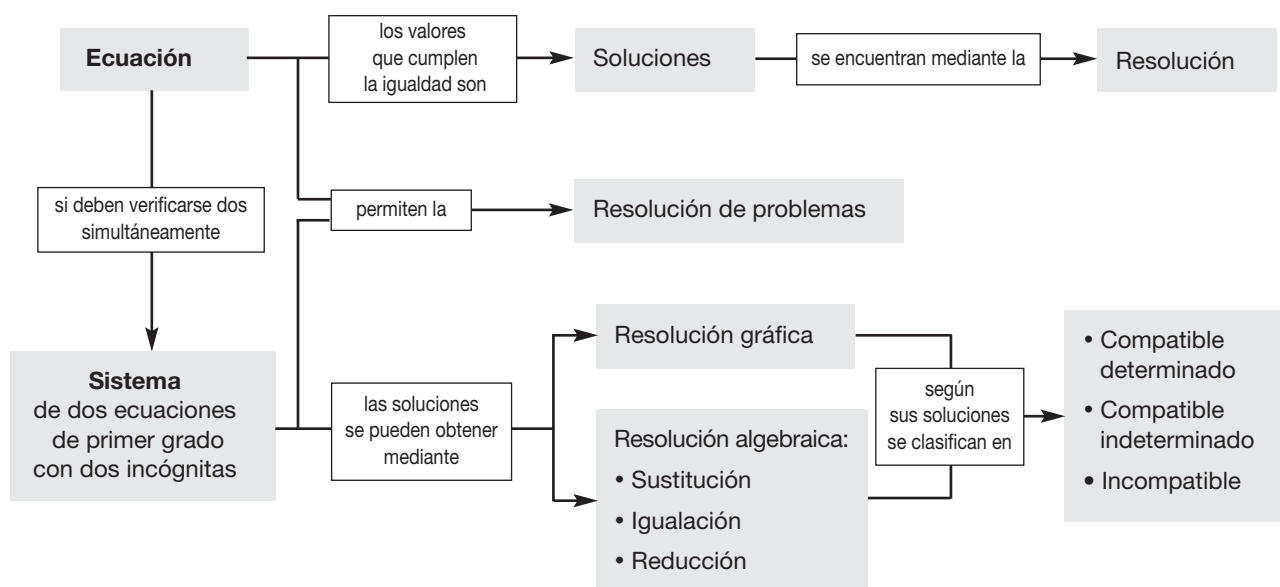 Ecuación
los valores
que cumplen
la igualdad son
Soluciones
se encuentran mediante la
Resolución
si deben verificarse dos
simultáneamente
permiten la
Resolución de problemas
Sistema
de dos ecuaciones
de primer grado
con dos incógnitas
las soluciones
se pueden obtener
mediante
Resolución gráfica
Resolución algebraica:
• Sustitución
• Igualación
• Reducción
según
sus soluciones
se clasifican en
• Compatible
determinado
• Compatible
indeterminado
• Incompatible